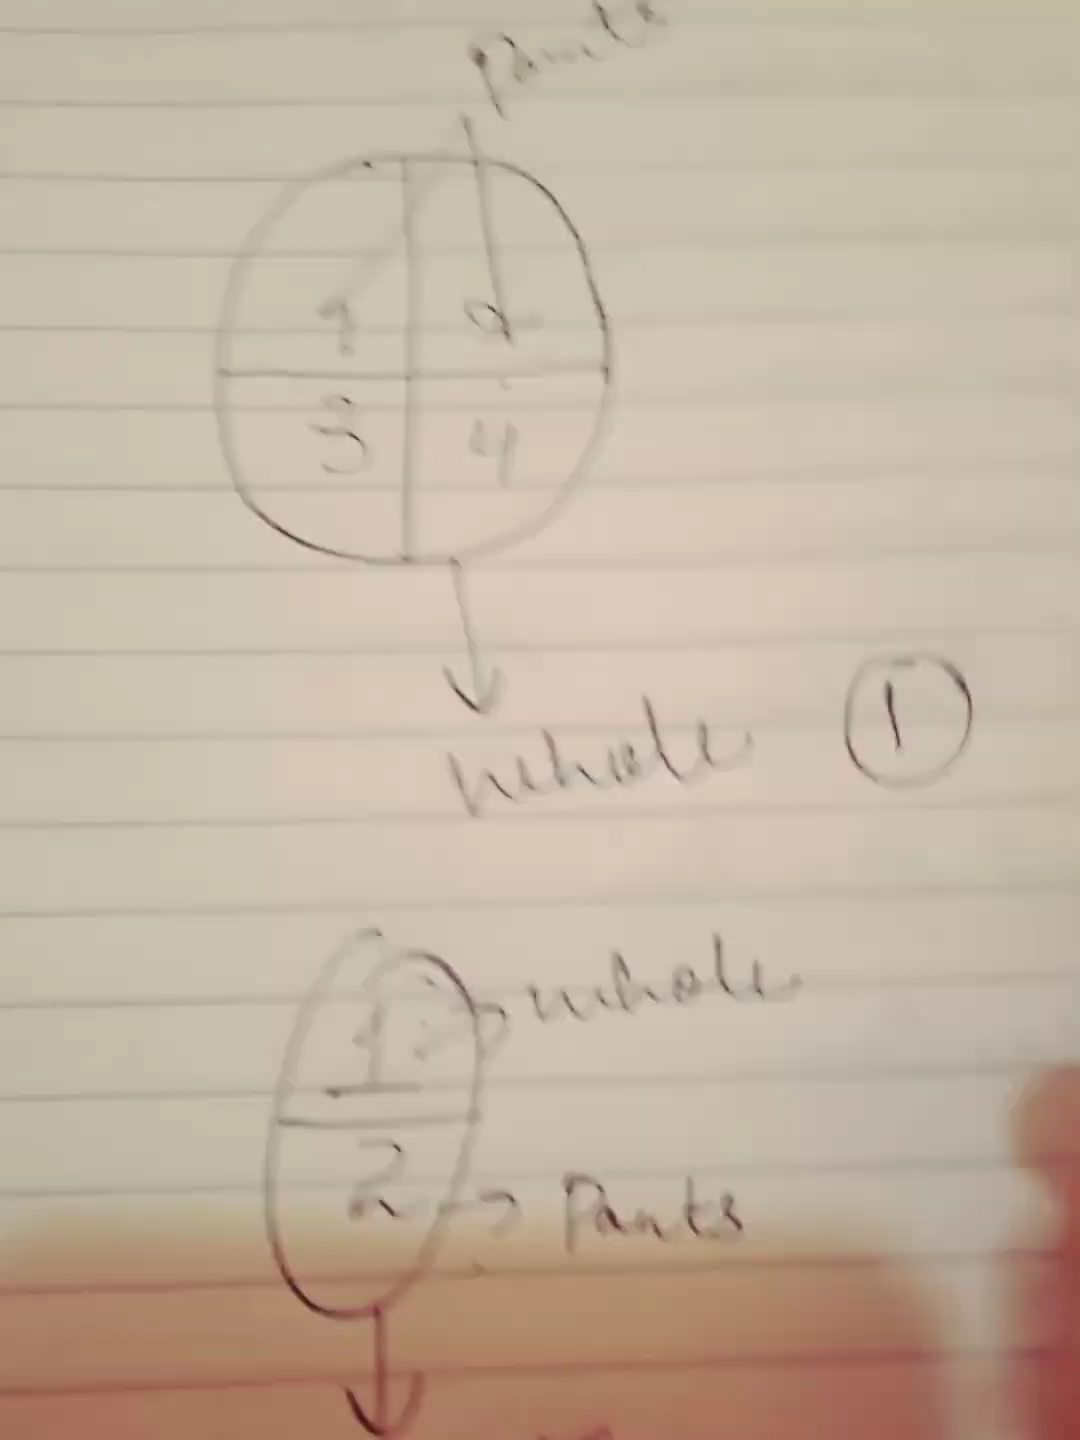 Parts
1 2
3 4
whole 1
1 → whole
2 → Parts